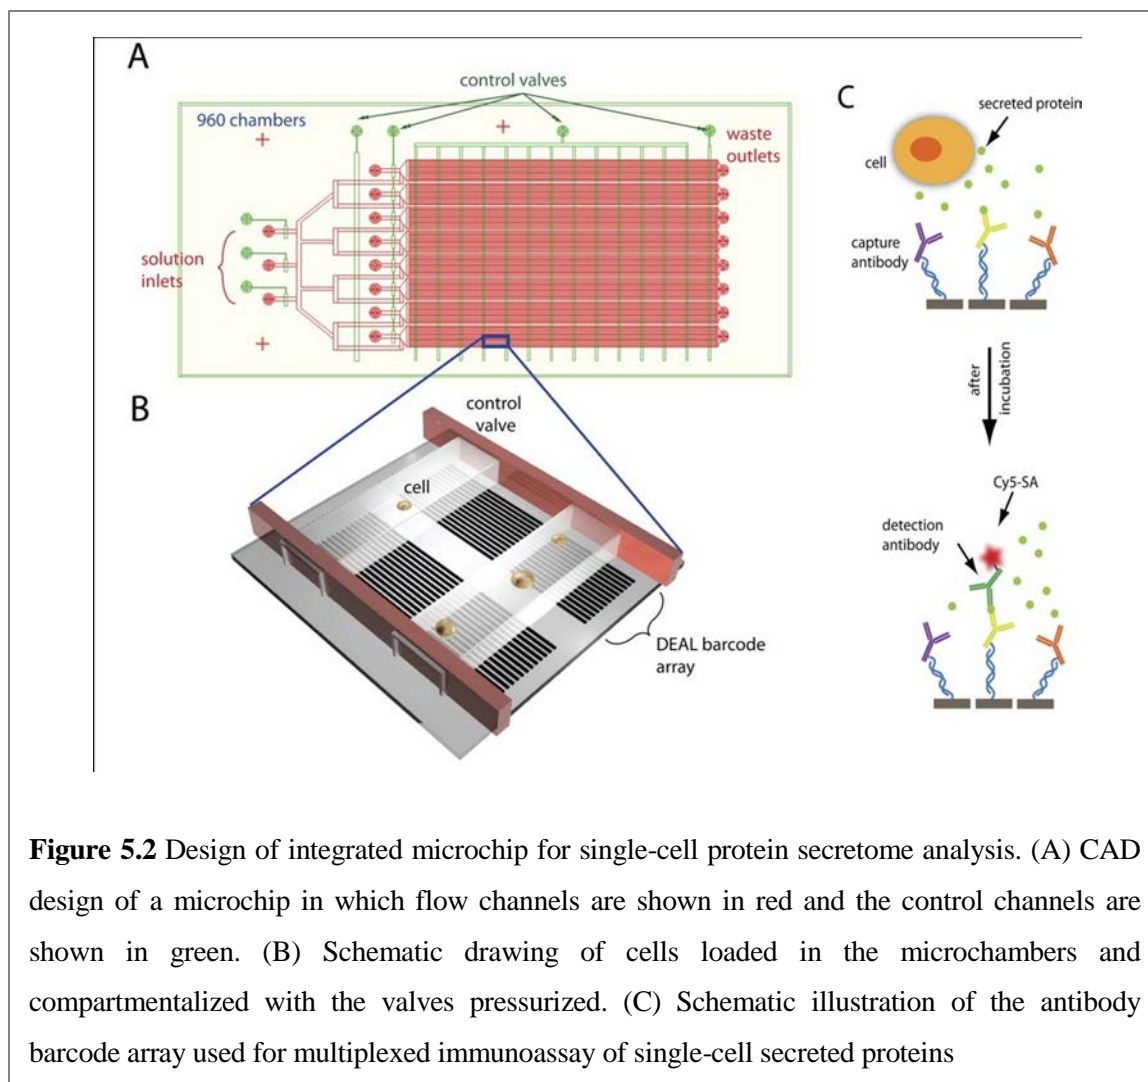 A
control valves
960 chambers
waste
outlets
solution
inlets
B
control
valve
cell
DEAL barcode
array
C
secreted protein
cell
capture
antibody
after
incubation
Cy5-SA
detection
antibody
Figure 5.2 Design of integrated microchip for single-cell protein secretome analysis. (A) CAD
design of a microchip in which flow channels are shown in red and the control channels are
shown in green. (B) Schematic drawing of cells loaded in the microchambers and
compartmentalized with the valves pressurized. (C) Schematic illustration of the antibody
barcode array used for multiplexed immunoassay of single-cell secreted proteins